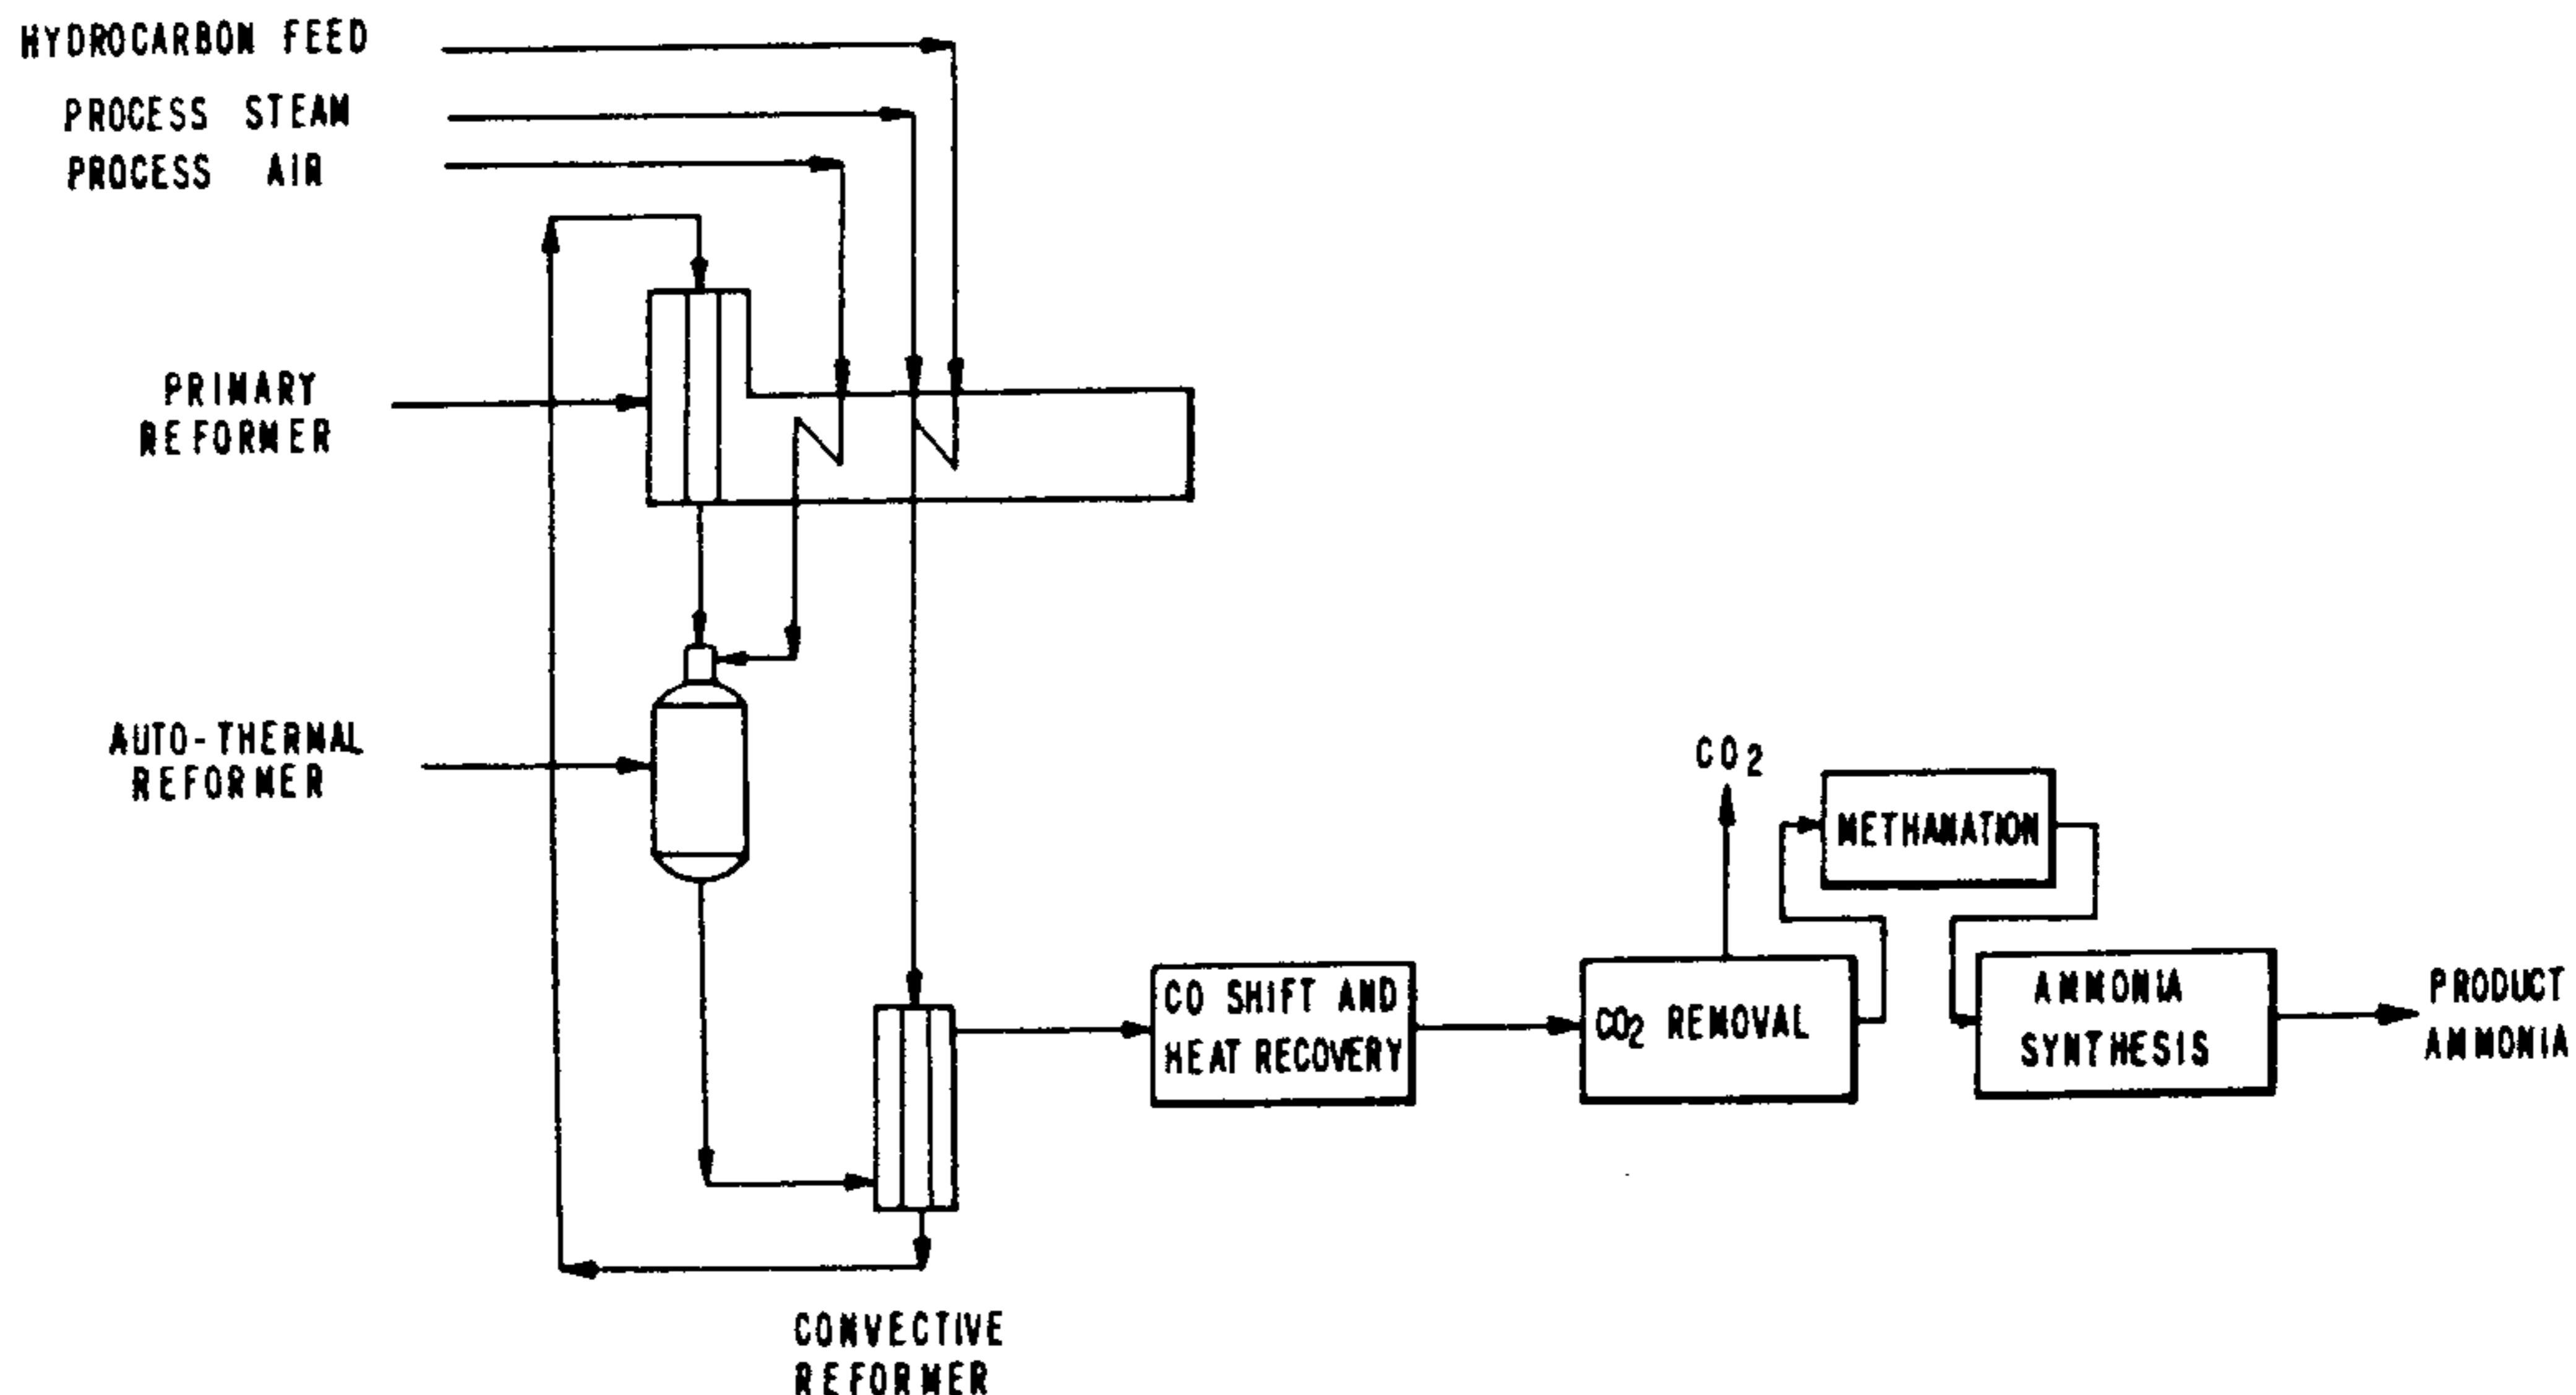 HYDROCARBON FEED
PROCESS STEAM
PROCESS AIR
PRIMARY
REFORMER
AUTO-THERMAL
REFORMER
CO2
METHANATION
CO SHIFT AND
HEAT RECOVERY
CO2 REMOVAL
AMMONIA
SYNTHESIS
PRODUCT
AMMONIA
CONVECTIVE
REFORMER